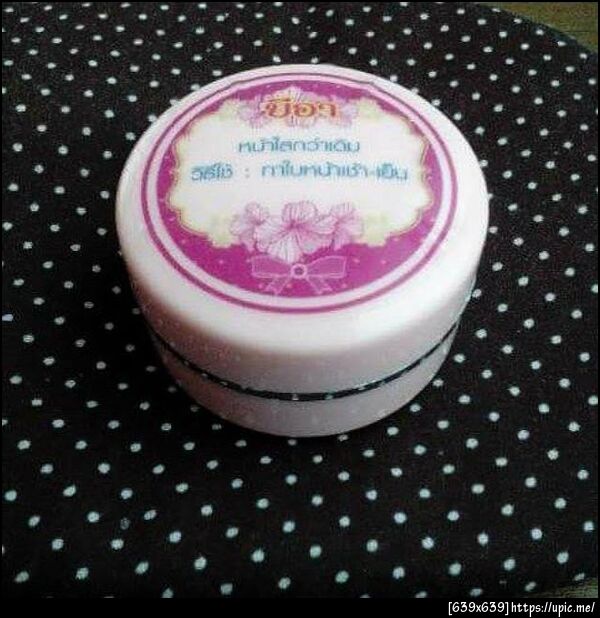 บีอา
หน้าใสกว่าเดิม
วิธีใช้ : ทาใบหน้าเช้า-เย็น
[639x639]https://upic.me/